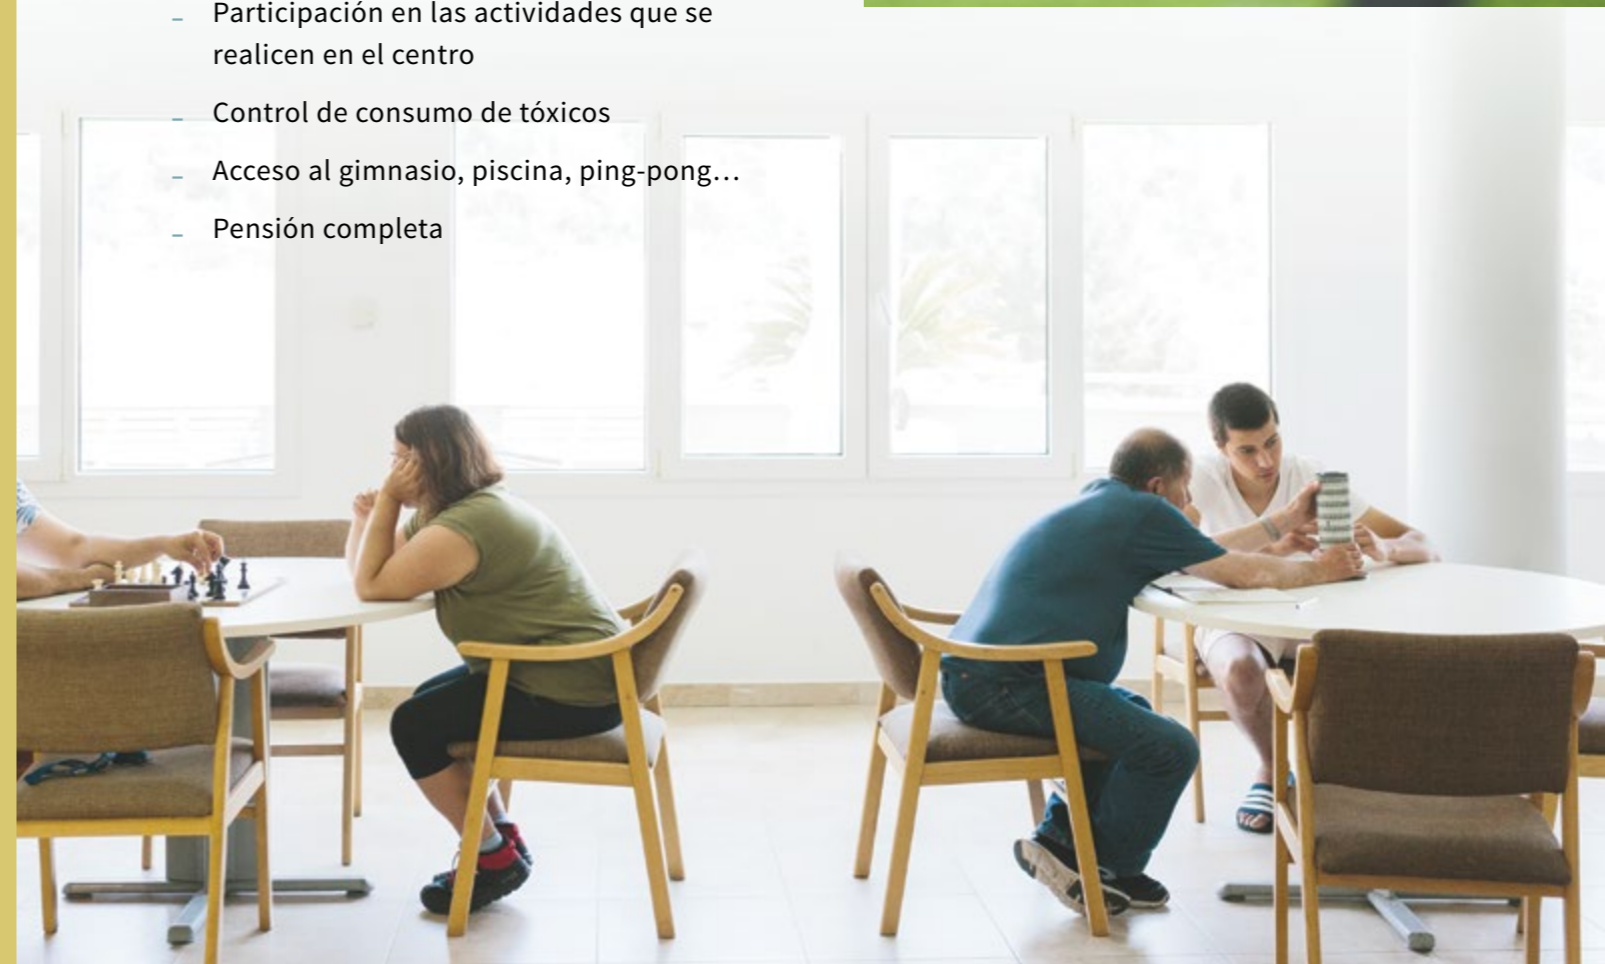 – Participación en las actividades que se
realicen en el centro
– Control de consumo de tóxicos
– Acceso al gimnasio, piscina, ping-pong…
– Pensión completa